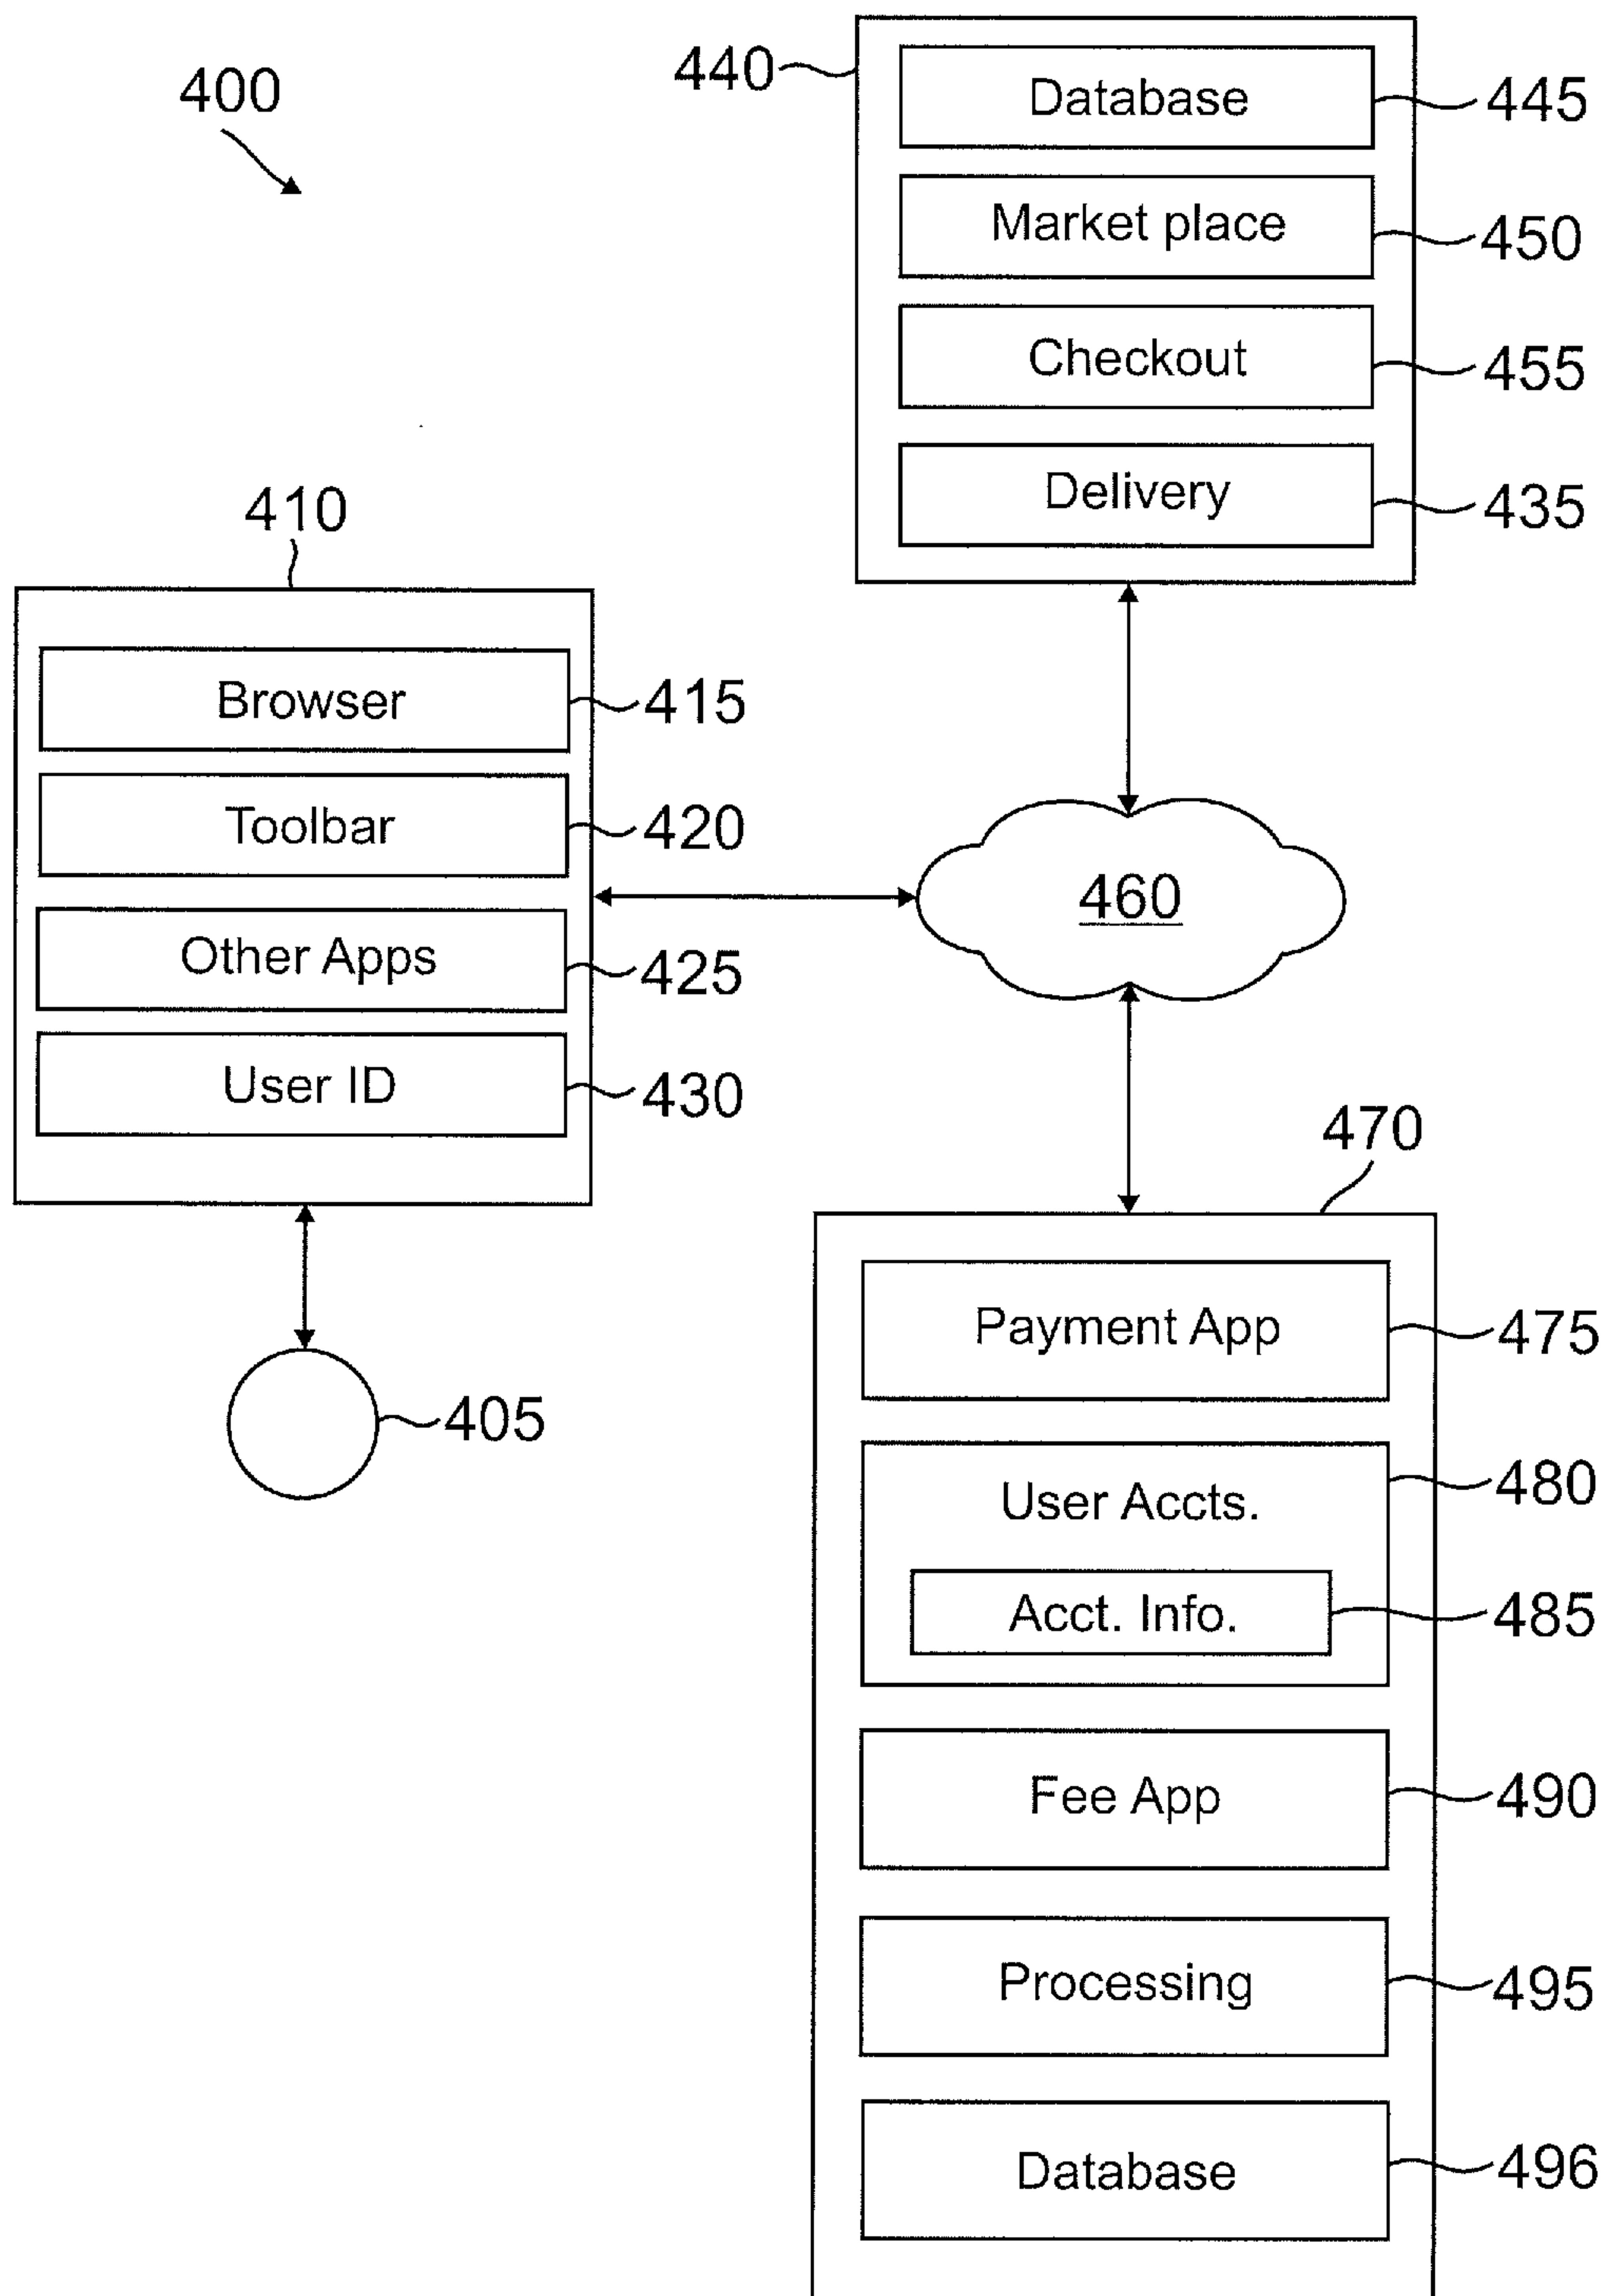 400
440
Database
445
Market place
450
Checkout
455
Delivery
435
410
Browser
415
Toolbar
420
Other Apps
425
User ID
430
460
405
470
Payment App
475
User Accts.
480
Acct. Info.
485
Fee App
490
Processing
495
Database
496